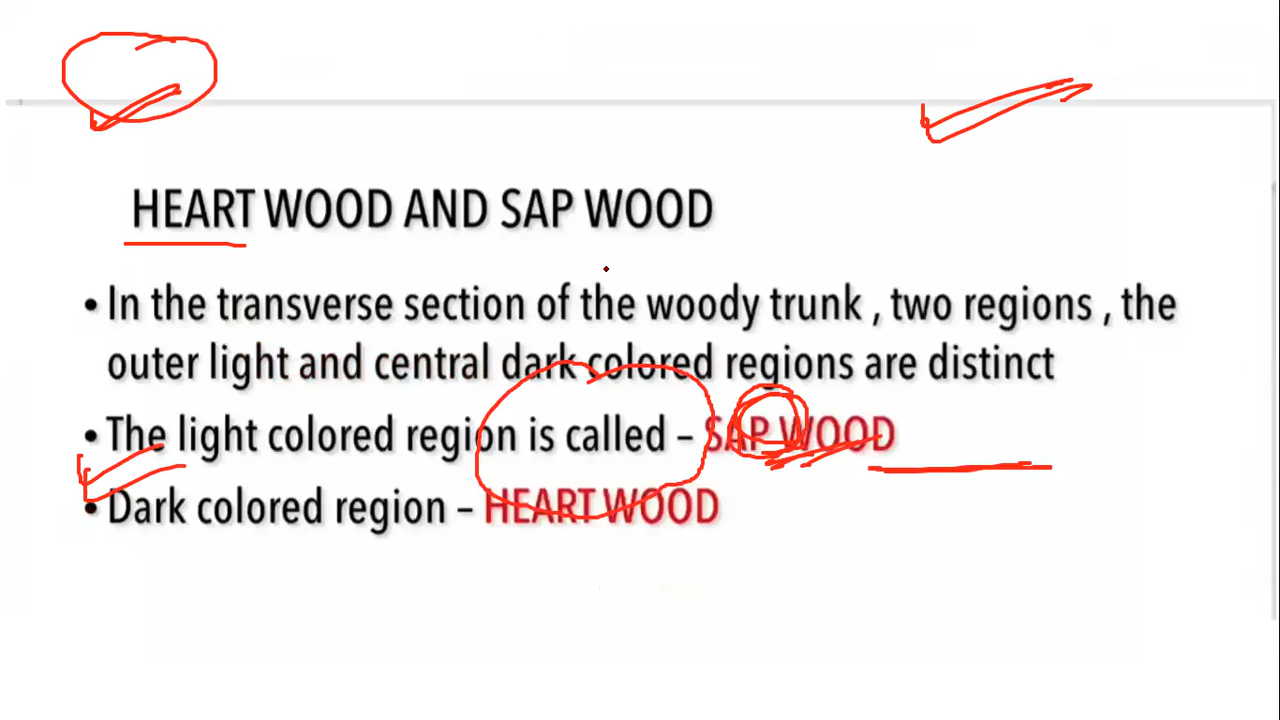 HEART WOOD AND SAP WOOD
• In the transverse section of the woody trunk , two regions , the
outer light and central dark colored regions are distinct
• The light colored region is called – SAP WOOD
• Dark colored region – HEART WOOD